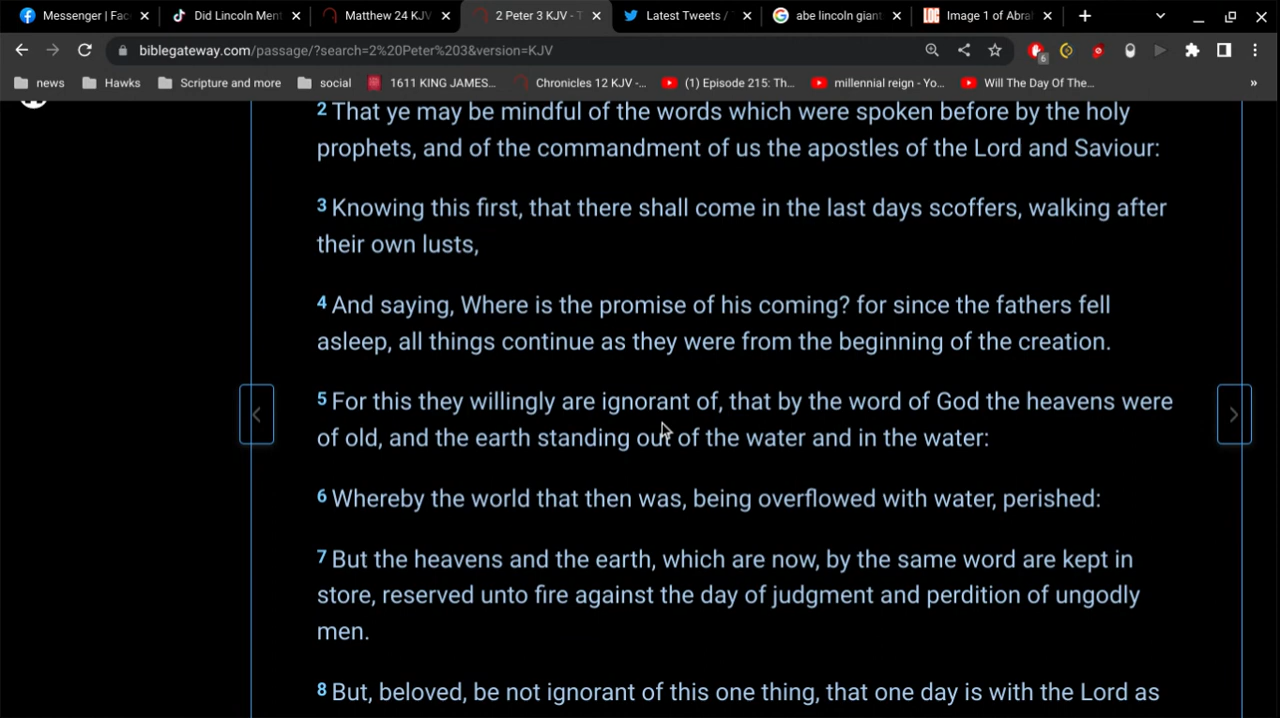 Messenger | Fac
Did Lincoln Ment
Matthew 24 KJV
2 Peter 3 KJV - T
Latest Tweets /
abe lincoln giant
LOC Image 1 of Abra
biblegateway.com/passage/?search=2%20Peter%203&version=KJV
6
news
Hawks
Scripture and more
social
1611 KING JAMES...
Chronicles 12 KJV -...
(1) Episode 215: Th...
millennial reign - Yo...
Will The Day Of The...
»
2 That ye may be mindful of the words which were spoken before by the holy
prophets, and of the commandment of us the apostles of the Lord and Saviour:
3 Knowing this first, that there shall come in the last days scoffers, walking after
their own lusts,
4 And saying, Where is the promise of his coming? for since the fathers fell
asleep, all things continue as they were from the beginning of the creation.
5 For this they willingly are ignorant of, that by the word of God the heavens were
of old, and the earth standing out of the water and in the water:
6 Whereby the world that then was, being overflowed with water, perished:
7 But the heavens and the earth, which are now, by the same word are kept in
store, reserved unto fire against the day of judgment and perdition of ungodly
men.
8 But, beloved, be not ignorant of this one thing, that one day is with the Lord as